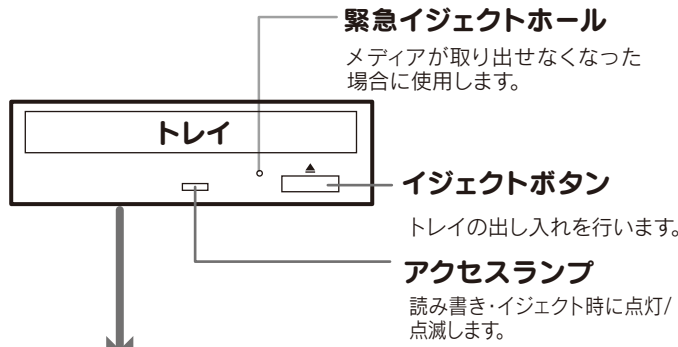 緊急イジェクトホール
メディアが取り出せなくなった
場合に使用します。
トレイ
イジェクトボタン
トレイの出し入れを行います。
アクセスランプ
読み書き・イジェクト時に点灯/
点滅します。